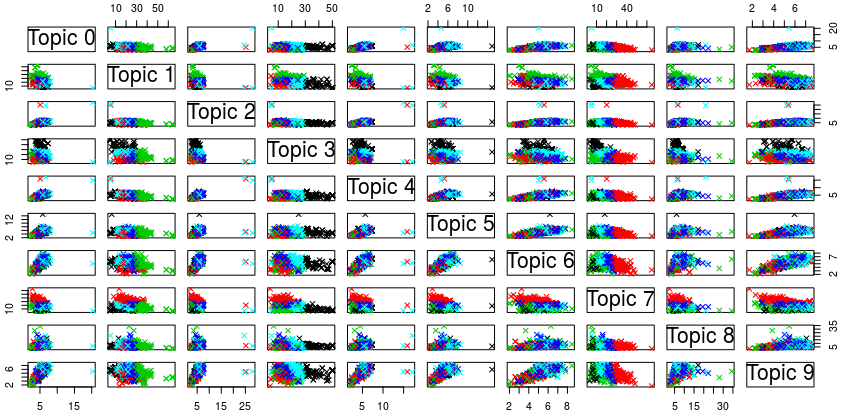 10 30 50
10 30 50
2 6 10
10 40
2 4 6
Topic 0
5 20
10
Topic 1
Topic 2
5
10
Topic 3
Topic 4
5
2 12
Topic 5
Topic 6
2 7
10
Topic 7
Topic 8
5 35
2 6
Topic 9
5 15
5 15 25
5 10
2 4 6 8
5 15 30